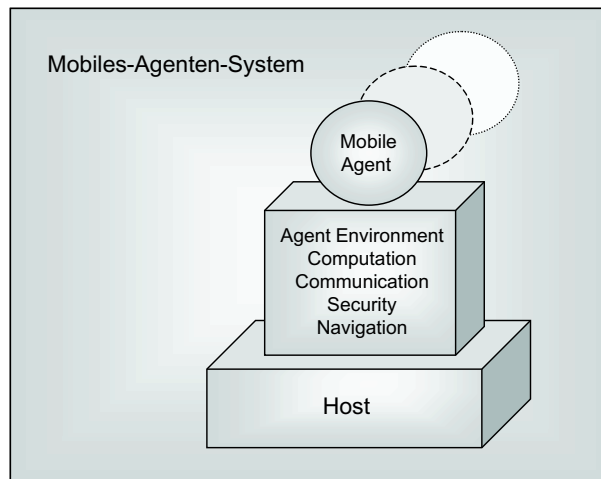 Mobiles-Agenten-System
Mobile
Agent
Agent Environment
Computation
Communication
Security
Navigation
Host